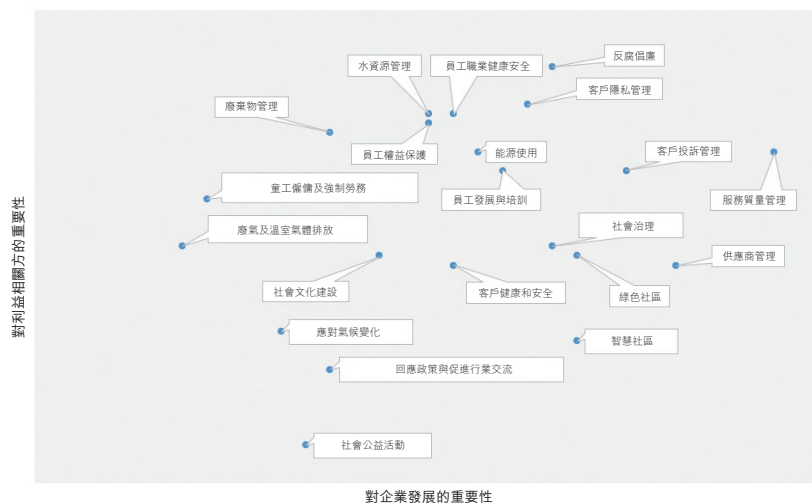 反腐倡廉
水資源管理
員工職業健康安全
客戶隱私管理
廢棄物管理
員工權益保護
能源使用
客戶投訴管理
童工僱傭及強制勞務
員工發展與培訓
服務質量管理
廢氣及溫室氣體排放
社會治理
供應商管理
社會文化建設
客戶健康和安全
綠色社區
應對氣候變化
智慧社區
回應政策與促進行業交流
社會公益活動
對利益相關方的重要性
對企業發展的重要性